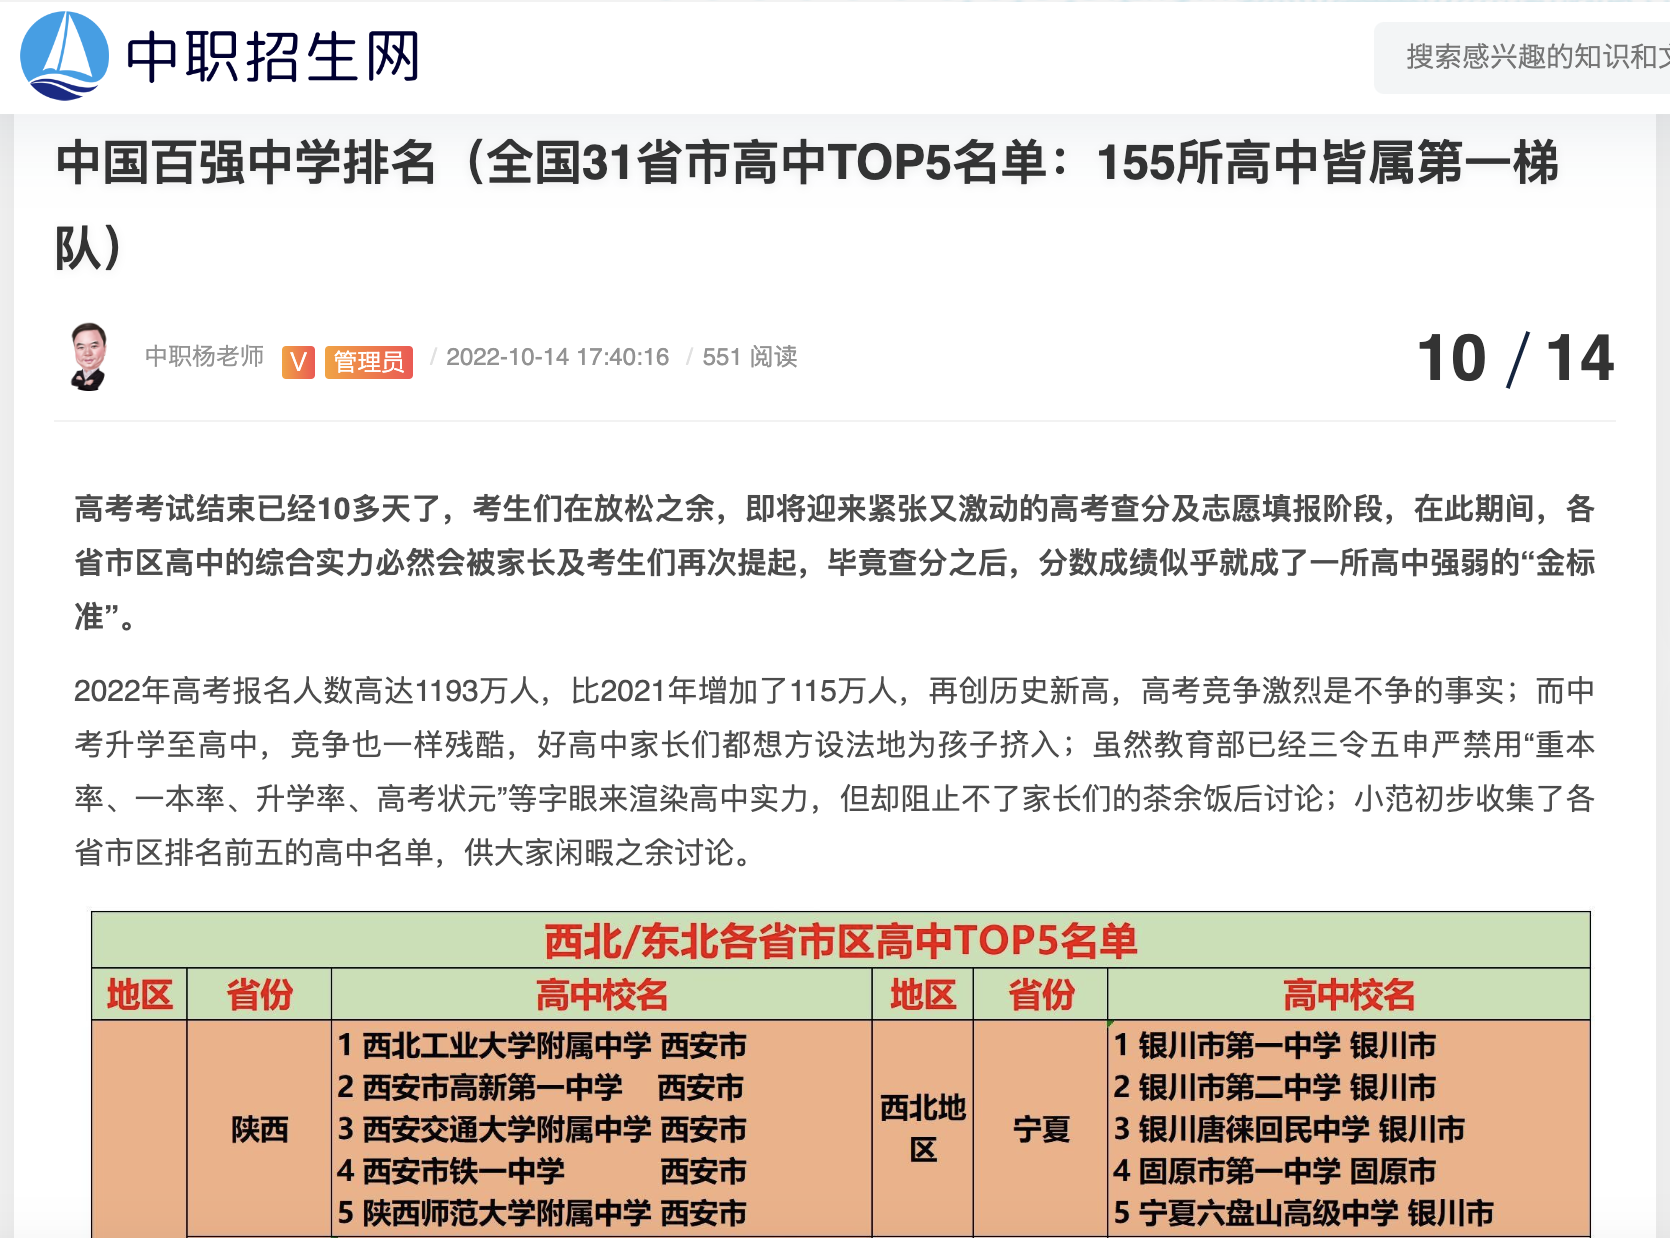 中职招生网
搜索感兴趣的知识和
中国百强中学排名（全国31省市高中TOP5名单：155所高中皆属第一梯
队）
中职杨老师 V 管理员 / 2022-10-14 17:40:16 / 551 阅读
10 / 14
高考考试结束已经10多天了，考生们在放松之余，即将迎来紧张又激动的高考查分及志愿填报阶段，在此期间，各
省市区高中的综合实力必然会被家长及考生们再次提起，毕竟查分之后，分数成绩似乎就成了一所高中强弱的“金标
准”。
2022年高考报名人数高达1193万人，比2021年增加了115万人，再创历史新高，高考竞争激烈是不争的事实；而中
考升学至高中，竞争也一样残酷，好高中家长们都想方设法地为孩子挤入；虽然教育部已经三令五申严禁用“重本
率、一本率、升学率、高考状元”等字眼来渲染高中实力，但却阻止不了家长们的茶余饭后讨论；小范初步收集了各
省市区排名前五的高中名单，供大家闲暇之余讨论。
西北/东北各省市区高中TOP5名单
地区 省份 高中校名 地区 省份 高中校名
陕西
1 西北工业大学附属中学 西安市
2 西安市高新第一中学 西安市
3 西安交通大学附属中学 西安市
4 西安市铁一中学 西安市
5 陕西师范大学附属中学 西安市
西北地
区
宁夏
1 银川市第一中学 银川市
2 银川市第二中学 银川市
3 银川唐徕回民中学 银川市
4 固原市第一中学 固原市
5 宁夏六盘山高级中学 银川市